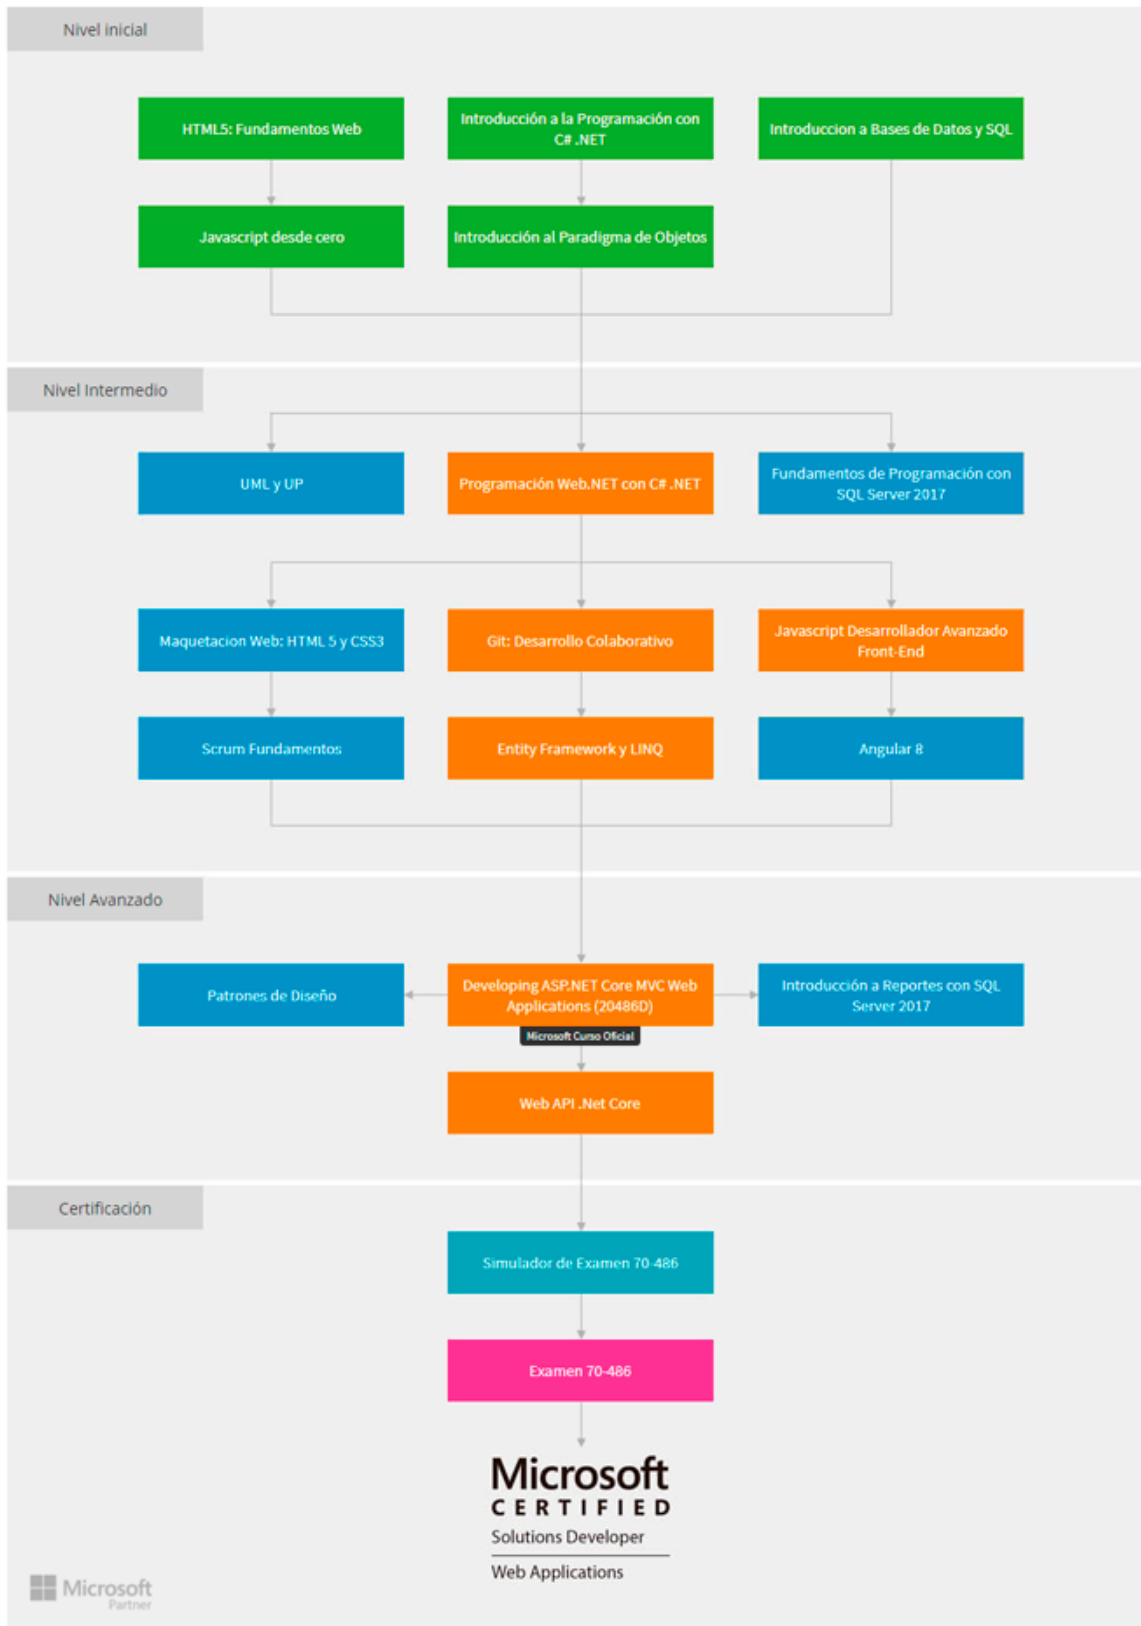 Nivel inicial
HTML5: Fundamentos Web
Introducción a la Programación con
C# .NET
Introduccion a Bases de Datos y SQL
Javascript desde cero
Introducción al Paradigma de Objetos
Nivel Intermedio
UML y UP
Programación Web.NET con C# .NET
Fundamentos de Programación con
SQL Server 2017
Maquetacion Web: HTML 5 y CSS3
Git: Desarrollo Colaborativo
Javascript Desarrollador Avanzado
Front-End
Scrum Fundamentos
Entity Framework y LINQ
Angular 8
Nivel Avanzado
Patrones de Diseño
Developing ASP.NET Core MVC Web
Applications (20486D)
Microsoft Curso Oficial
Introducción a Reportes con SQL
Server 2017
Web API .Net Core
Certificación
Simulador de Examen 70-486
Examen 70-486
Microsoft
CERTIFIED
Solutions Developer
Web Applications
Microsoft
Partner